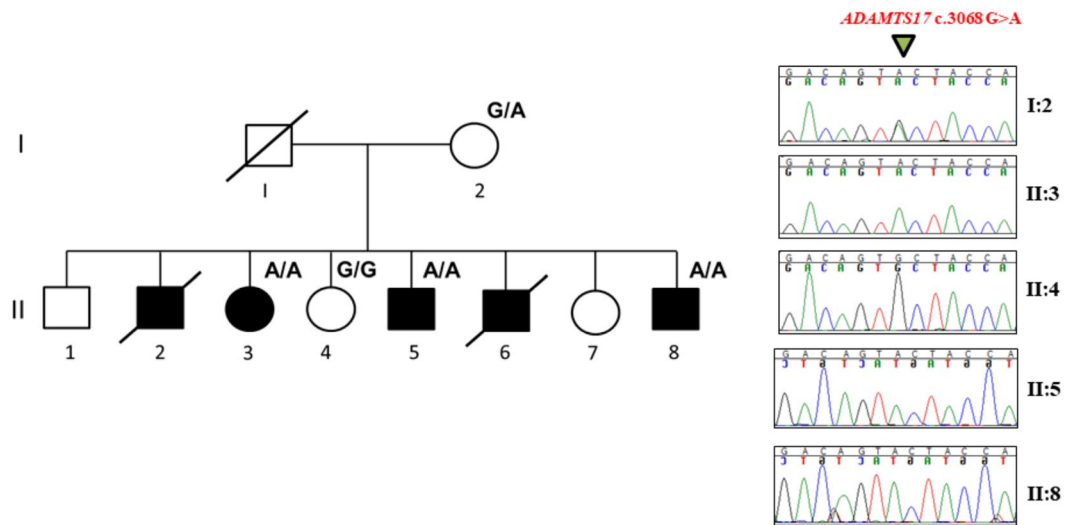 ADAMTS17 c.3068 G>A
G A C A G T A C T A C C A
G A C A G T A C T A C C A
I:2
G/A
I
I
2
G A C A G T A C T A C C A
G A C A G T A C T A C C A
II:3
A/A
G/G
A/A
A/A
II
1
2
3
4
5
6
7
8
G A C A G T G C T A C C A
G A C A G T G C T A C C A
II:4
G A C A G T A C T A C C A
C T G T C A T G A T G G T
II:5
G A C A G T A C T A C C A
C T G T C A T G A T G G T
II:8